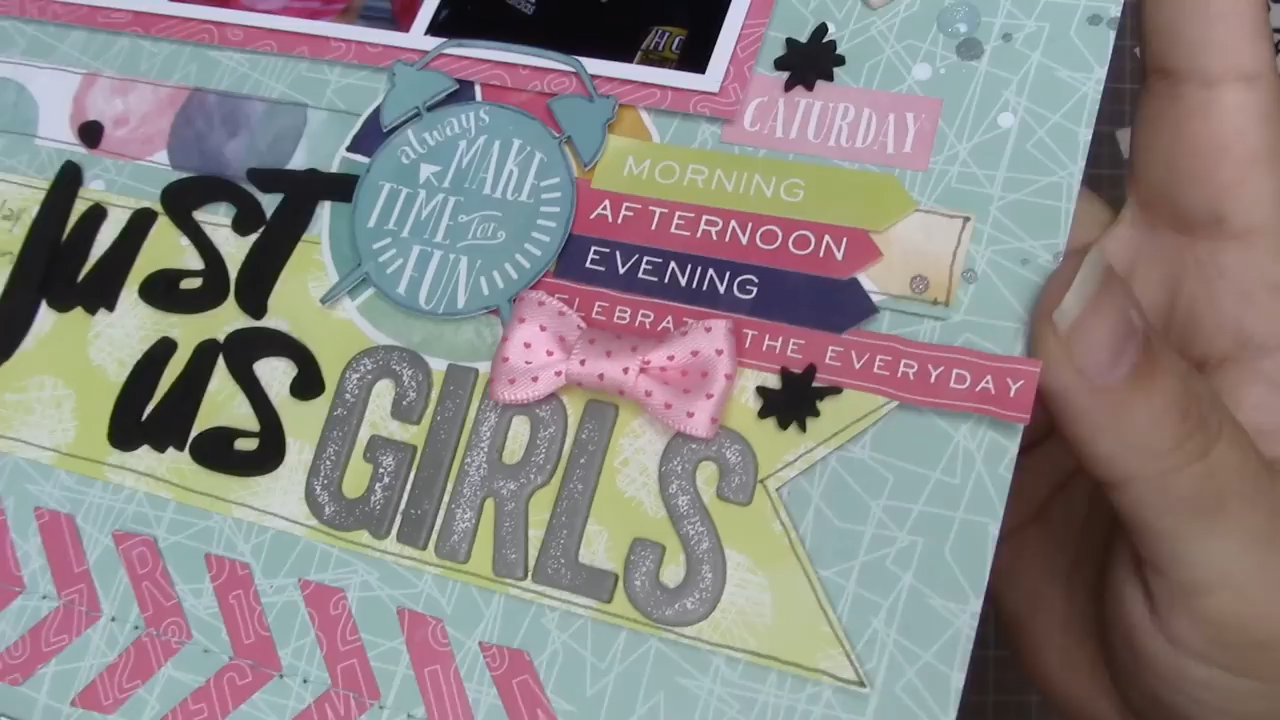 CATURDAY
always
MAKE
TIME for
FUN
MORNING
AFTERNOON
EVENING
CELEBRATE THE EVERYDAY
JUST
US
GIRLS